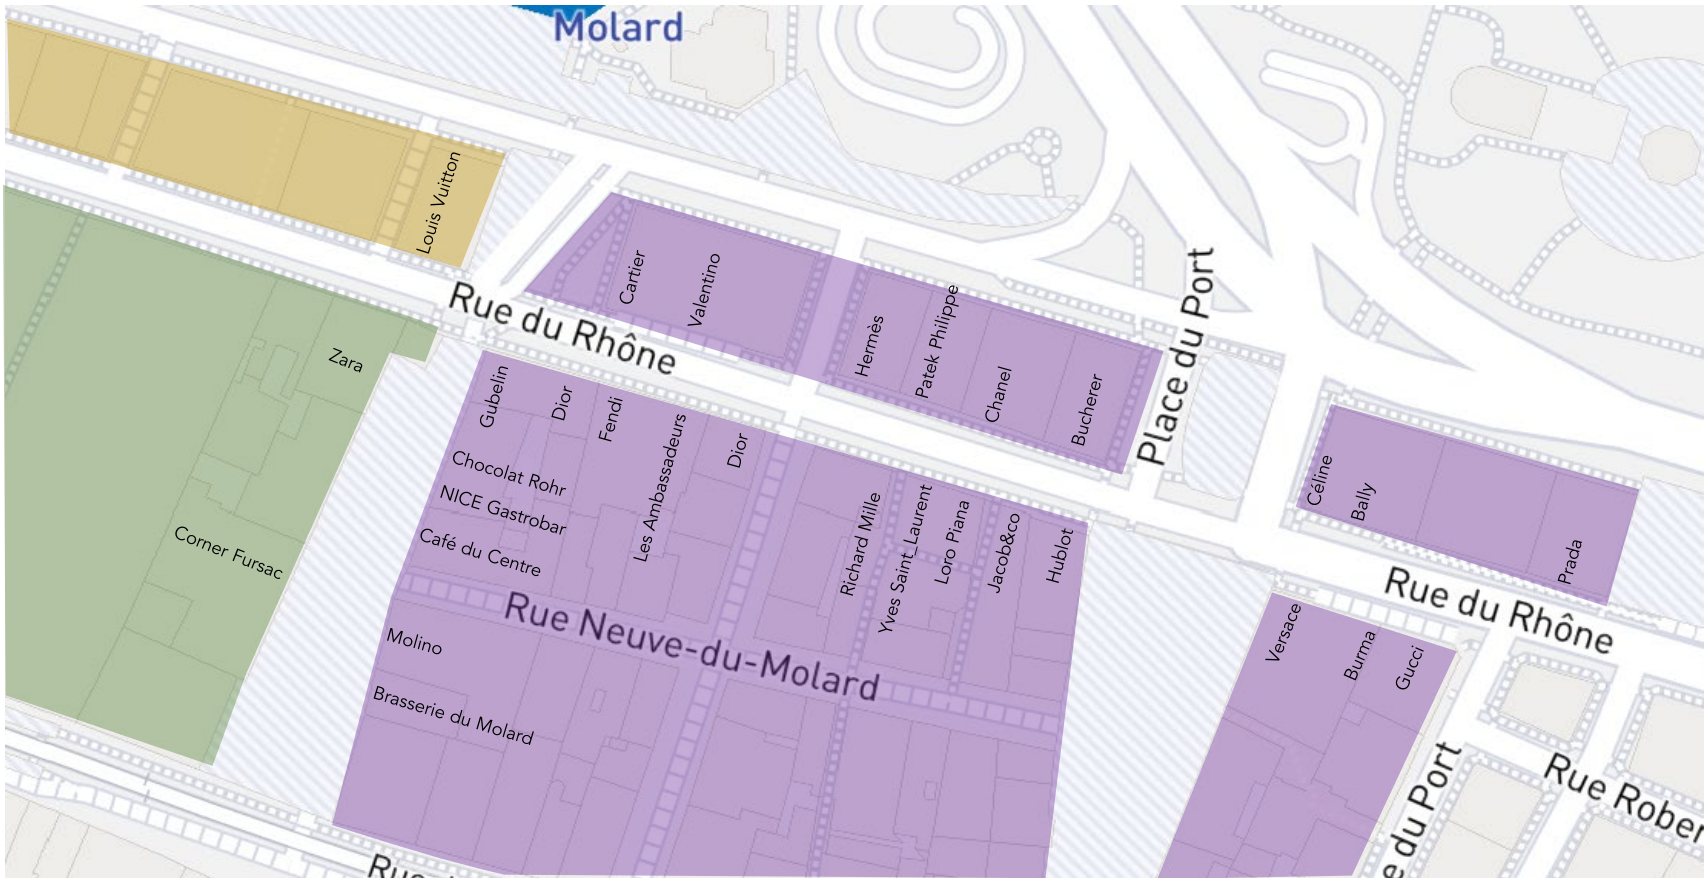 Molard
Louis Vuitton
Cartier
Valentino
Hermès
Patek Philippe
Chanel
Bucherer
Place du Port
Rue du Rhône
Zara
Gubelin
Dior
Fendi
Les Ambassadeurs
Dior
Chocolat Rohr
NICE Gastrobar
Café du Centre
Corner Fursac
Richard Mille
Yves Saint Laurent
Loro Piana
Jacob&co
Hublot
Céline
Bally
Prada
Rue du Rhône
Rue Neuve-du-Molard
Molino
Brasserie du Molard
Versace
Burma
Gucci
e du Port
Rue Rober
Rue